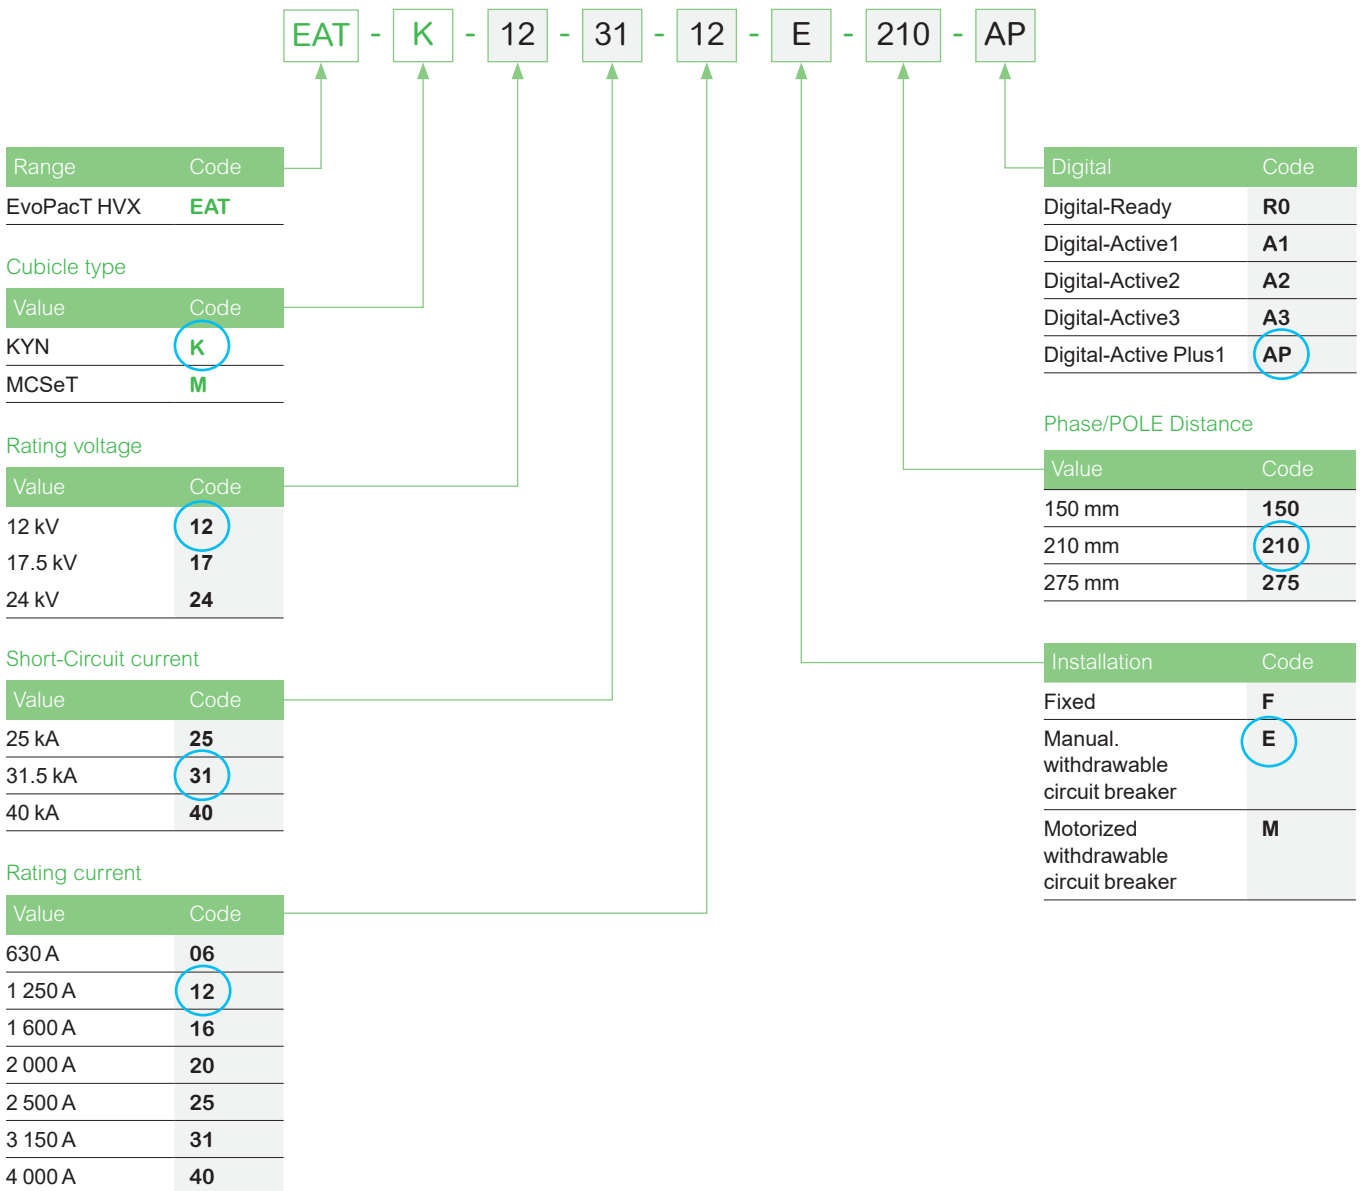 EAT - K - 12 - 31 - 12 - E - 210 - AP
Range Code
EvoPacT HVX EAT
Cubicle type
Value Code
KYN K
MCSeT M
Rating voltage
Value Code
12 kV 12
17.5 kV 17
24 kV 24
Short-Circuit current
Value Code
25 kA 25
31.5 kA 31
40 kA 40
Rating current
Value Code
630 A 06
1 250 A 12
1 600 A 16
2 000 A 20
2 500 A 25
3 150 A 31
4 000 A 40
Digital Code
Digital-Ready R0
Digital-Active1 A1
Digital-Active2 A2
Digital-Active3 A3
Digital-Active Plus1 AP
Phase/POLE Distance
Value Code
150 mm 150
210 mm 210
275 mm 275
Installation Code
Fixed F
Manual. E
withdrawable
circuit breaker
Motorized M
withdrawable
circuit breaker